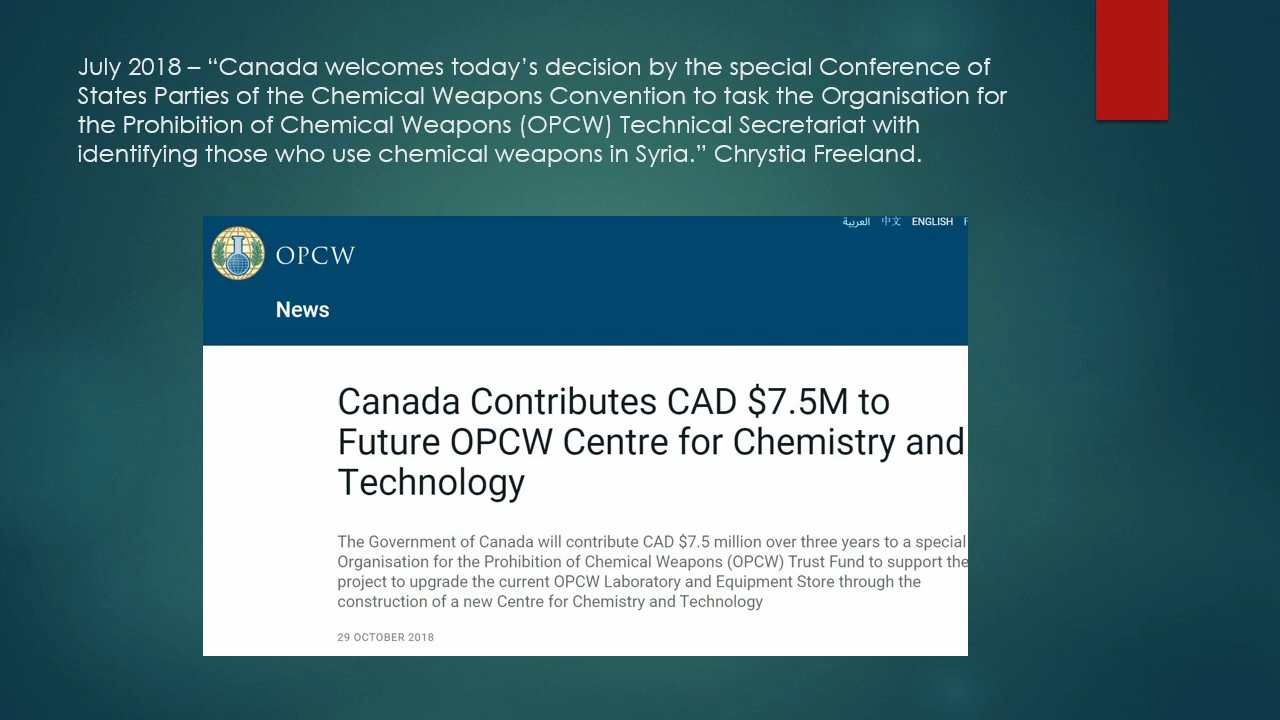 July 2018 – “Canada welcomes today’s decision by the special Conference of
States Parties of the Chemical Weapons Convention to task the Organisation for
the Prohibition of Chemical Weapons (OPCW) Technical Secretariat with
identifying those who use chemical weapons in Syria.” Chrystia Freeland.
العربية 中文 ENGLISH F
OPCW
News
Canada Contributes CAD $7.5M to
Future OPCW Centre for Chemistry and
Technology
The Government of Canada will contribute CAD $7.5 million over three years to a special
Organisation for the Prohibition of Chemical Weapons (OPCW) Trust Fund to support the
project to upgrade the current OPCW Laboratory and Equipment Store through the
construction of a new Centre for Chemistry and Technology
29 OCTOBER 2018